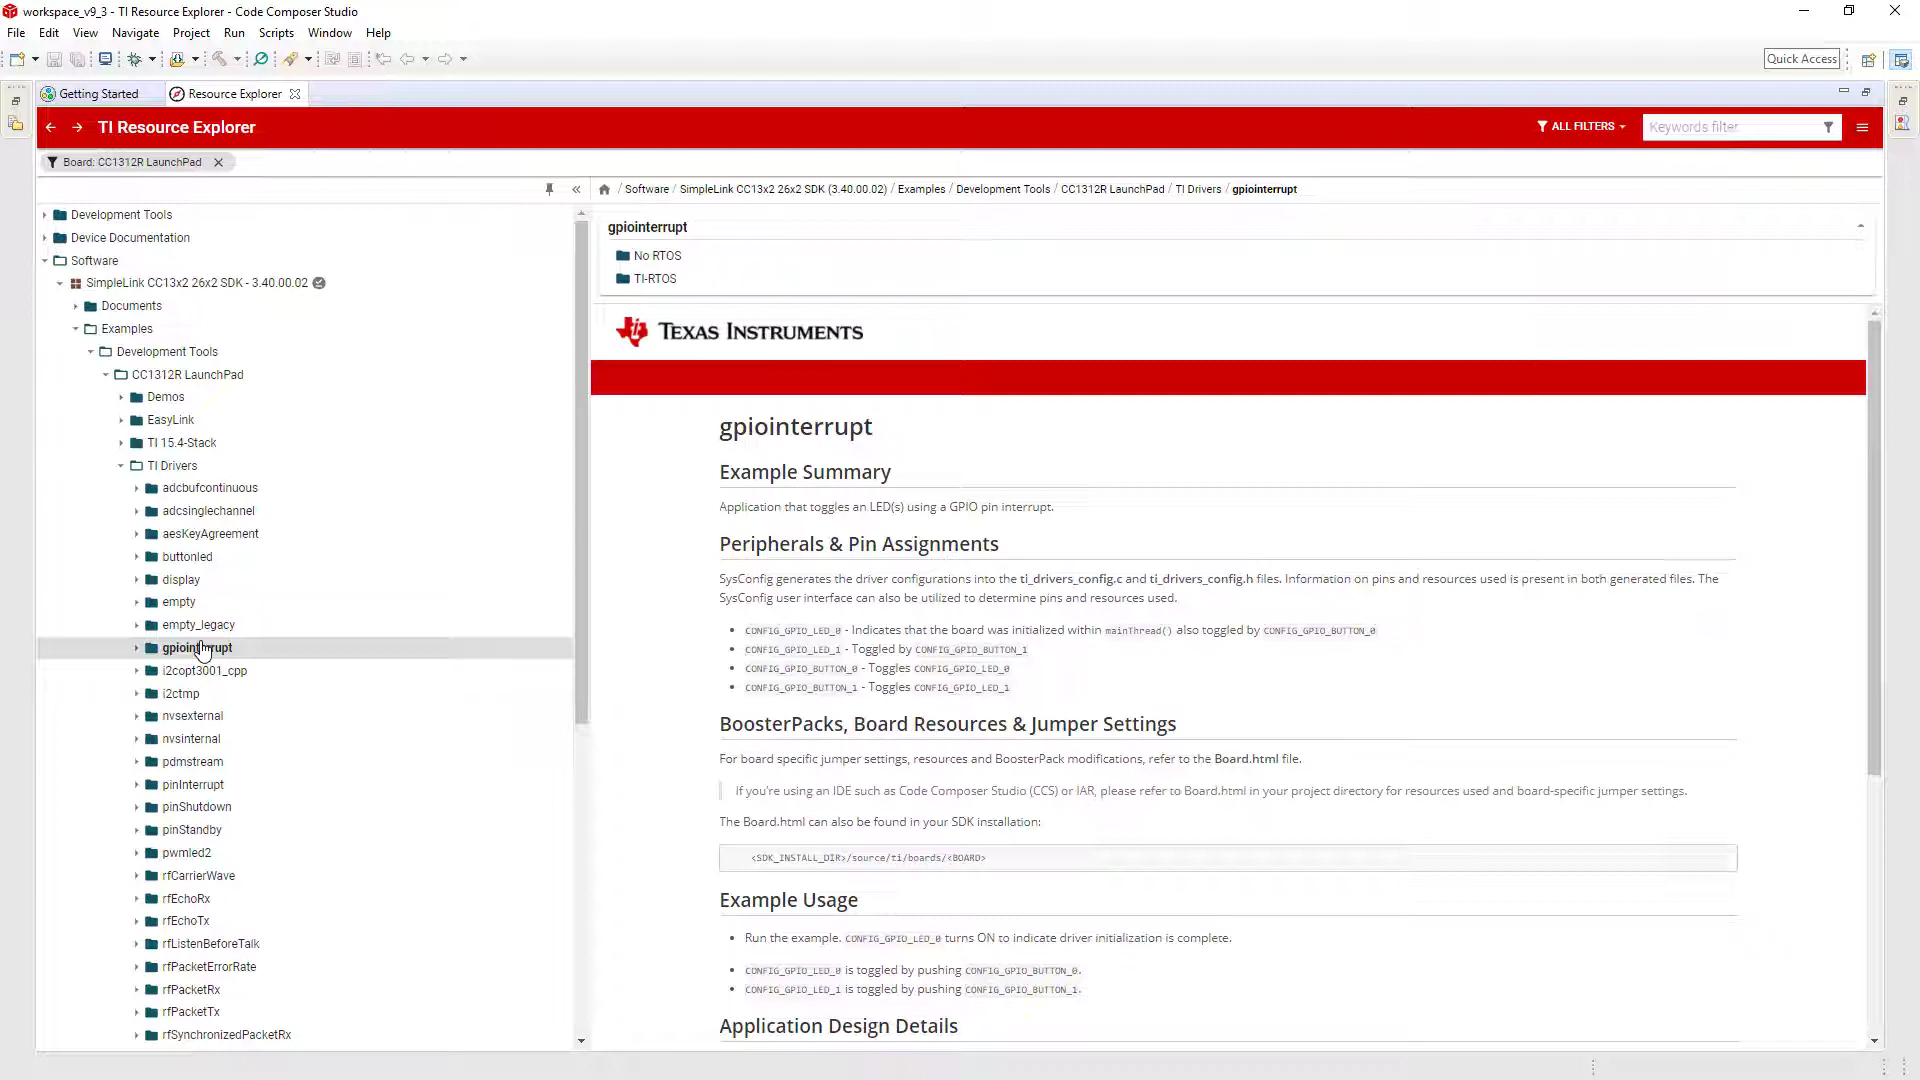 workspace_v9_3 - TI Resource Explorer - Code Composer Studio
File Edit View Navigate Project Run Scripts Window Help
Quick Access
Getting Started
Resource Explorer
TI Resource Explorer
ALL FILTERS
Keywords filter
Board: CC1312R LaunchPad
/ Software / SimpleLink CC13x2 26x2 SDK (3.40.00.02) / Examples / Development Tools / CC1312R LaunchPad / TI Drivers / gpiointerrupt
Development Tools
Device Documentation
Software
SimpleLink CC13x2 26x2 SDK - 3.40.00.02
Documents
Examples
Development Tools
CC1312R LaunchPad
Demos
EasyLink
TI 15.4-Stack
TI Drivers
adcbufcontinuous
adcsinglechannel
aesKeyAgreement
buttonled
display
empty
empty_legacy
gpiointerrupt
i2copt3001_cpp
i2ctmp
nvsexternal
nvsinternal
pdmstream
pinInterrupt
pinShutdown
pinStandby
pwmled2
rfCarrierWave
rfEchoRx
rfEchoTx
rfListenBeforeTalk
rfPacketErrorRate
rfPacketRx
rfPacketTx
rfSynchronizedPacketRx
gpiointerrupt
No RTOS
TI-RTOS
TEXAS INSTRUMENTS
gpiointerrupt
Example Summary
Application that toggles an LED(s) using a GPIO pin interrupt.
Peripherals & Pin Assignments
SysConfig generates the driver configurations into the ti_drivers_config.c and ti_drivers_config.h files. Information on pins and resources used is present in both generated files. The
SysConfig user interface can also be utilized to determine pins and resources used.
• CONFIG_GPIO_LED_0 - Indicates that the board was initialized within mainThread() also toggled by CONFIG_GPIO_BUTTON_0
• CONFIG_GPIO_LED_1 - Toggled by CONFIG_GPIO_BUTTON_1
• CONFIG_GPIO_BUTTON_0 - Toggles CONFIG_GPIO_LED_0
• CONFIG_GPIO_BUTTON_1 - Toggles CONFIG_GPIO_LED_1
BoosterPacks, Board Resources & Jumper Settings
For board specific jumper settings, resources and BoosterPack modifications, refer to the Board.html file.
If you're using an IDE such as Code Composer Studio (CCS) or IAR, please refer to Board.html in your project directory for resources used and board-specific jumper settings.
The Board.html can also be found in your SDK installation:
<SDK_INSTALL_DIR>/source/ti/boards/<BOARD>
Example Usage
• Run the example. CONFIG_GPIO_LED_0 turns ON to indicate driver initialization is complete.
• CONFIG_GPIO_LED_0 is toggled by pushing CONFIG_GPIO_BUTTON_0.
• CONFIG_GPIO_LED_1 is toggled by pushing CONFIG_GPIO_BUTTON_1.
Application Design Details